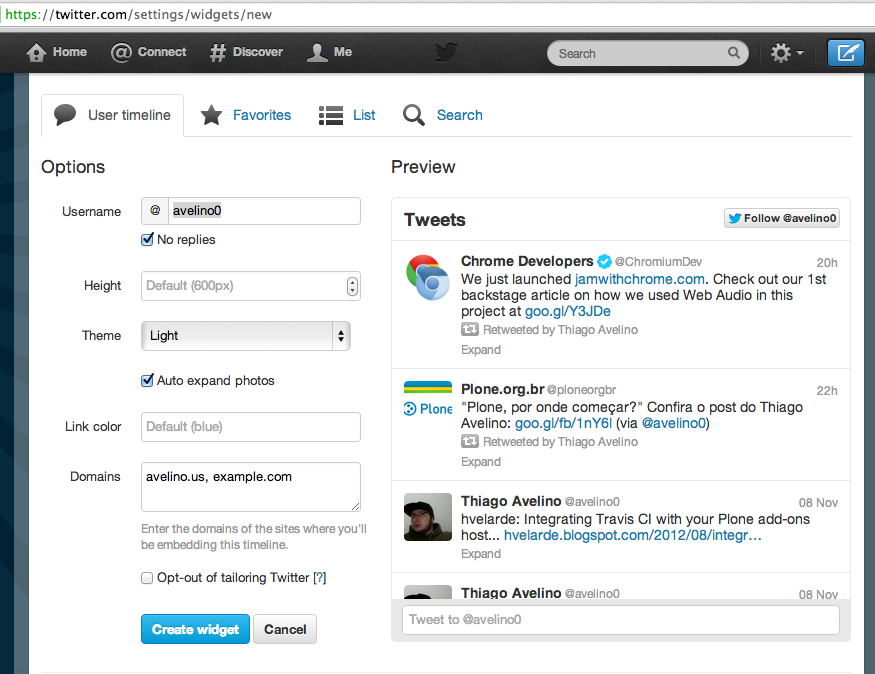 https://twitter.com/settings/widgets/new
Home Connect Discover Me Search
User timeline Favorites List Search
Options
Username @ avelino0
No replies
Height Default (600px)
Theme Light
Auto expand photos
Link color Default (blue)
Domains avelino.us, example.com
Enter the domains of the sites where you'll
be embedding this timeline.
Opt-out of tailoring Twitter [?]
Create widget Cancel
Preview
Tweets Follow @avelino0
Chrome Developers @ChromiumDev 20h
We just launched jamwithchrome.com. Check out our 1st
backstage article on how we used Web Audio in this
project at goo.gl/Y3JDe
Retweeted by Thiago Avelino
Expand
Plone
Plone.org.br @ploneorgbr 22h
"Plone, por onde começar?" Confira o post do Thiago
Avelino: goo.gl/fb/1nY6l (via @avelino0)
Retweeted by Thiago Avelino
Expand
Thiago Avelino @avelino0 08 Nov
hvelarde: Integrating Travis CI with your Plone add-ons
host... hvelarde.blogspot.com/2012/08/integr…
Expand
Thiago Avelino @avelino0 08 Nov
Tweet to @avelino0